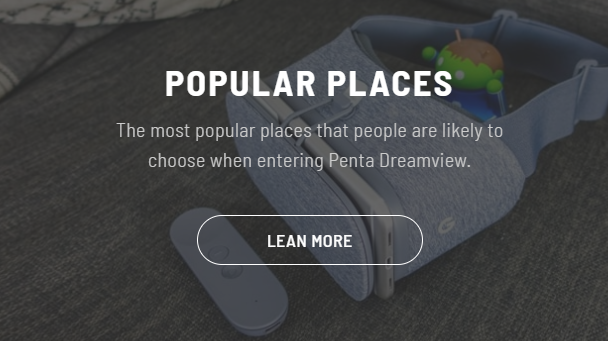 POPULAR PLACES
The most popular places that people are likely to
choose when entering Penta Dreamview.
LEAN MORE